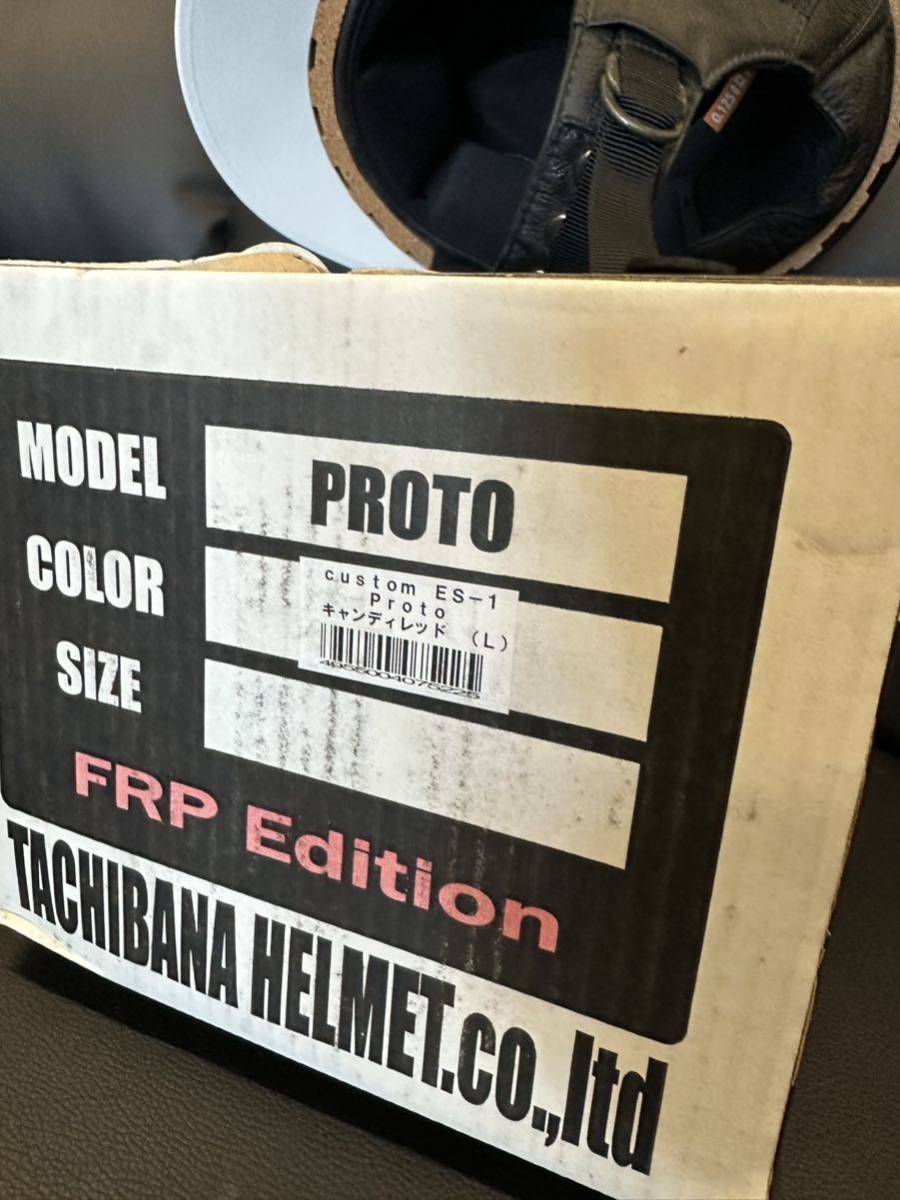 MODEL
PROTO
COLOR
custom ES-1
Proto
キャンディレッド (L)
4955004075225
SIZE
FRP Edition
TACHIBANA HELMET.CO.,ltd